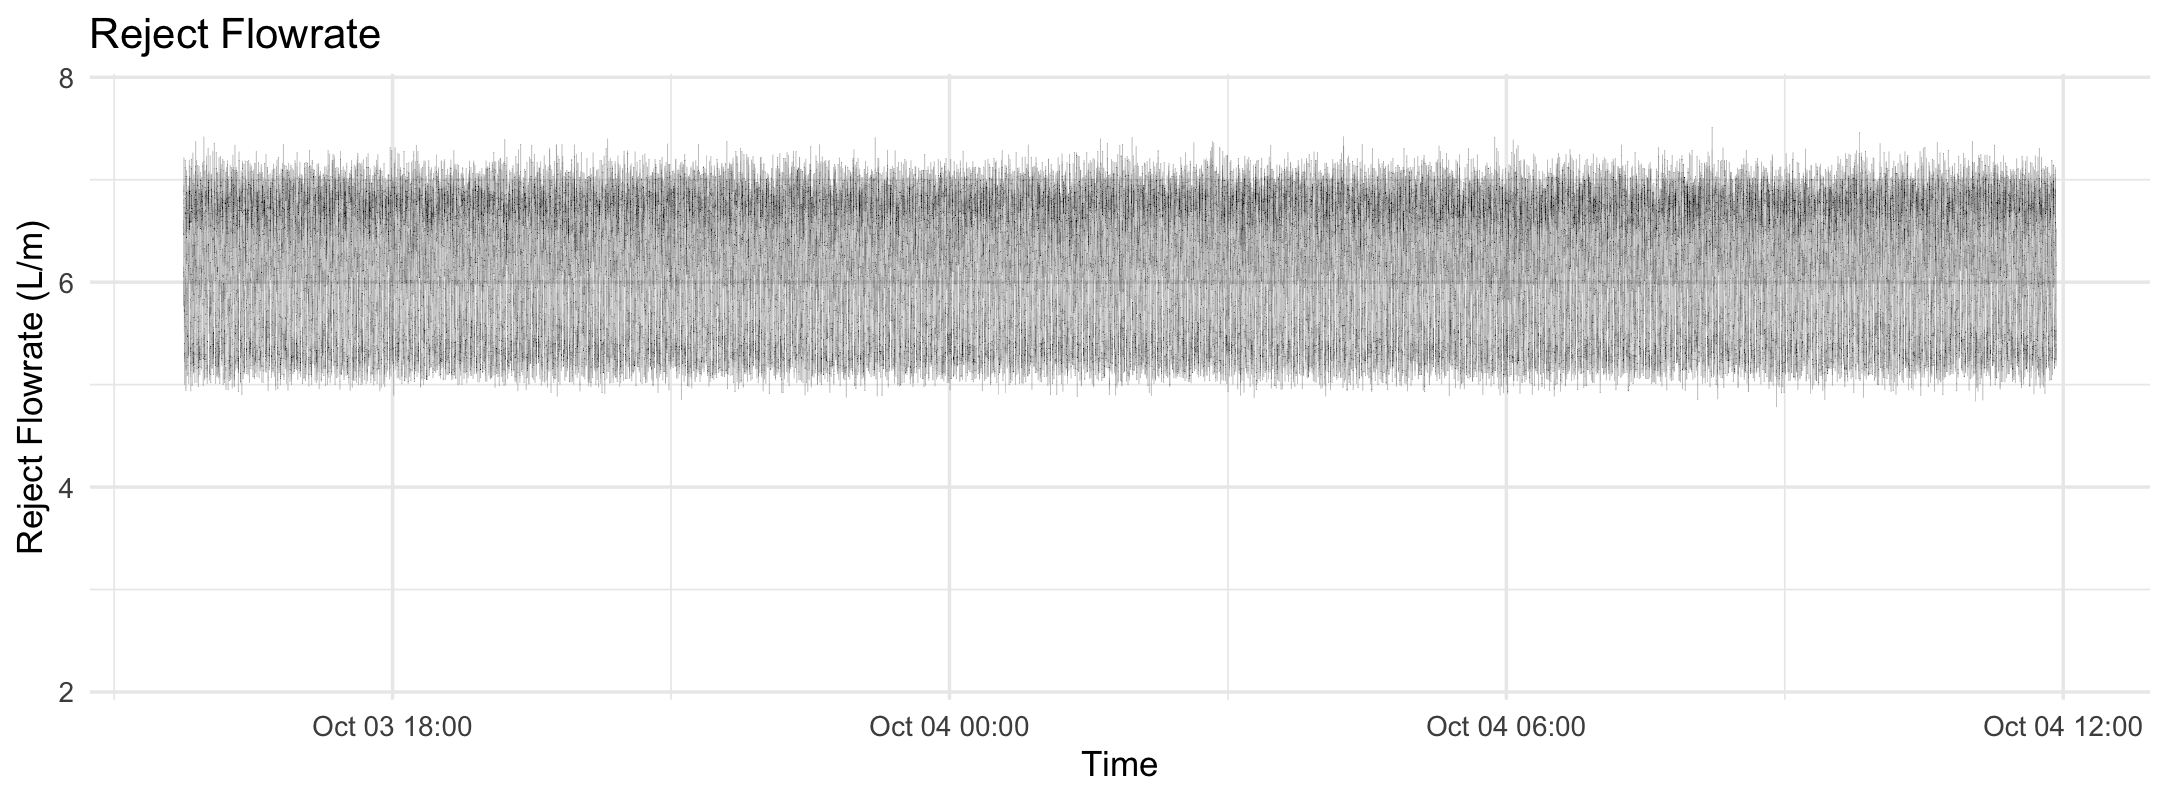 Reject Flowrate
8
6
4
2
Reject Flowrate (L/m)
Oct 03 18:00
Oct 04 00:00
Oct 04 06:00
Oct 04 12:00
Time